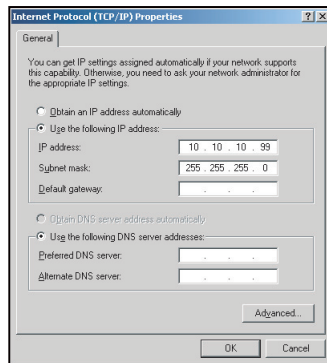 Internet Protocol (TCP/IP) Properties
General
You can get IP settings assigned automatically if your network supports
this capability. Otherwise, you need to ask your network administrator for
the appropriate IP settings.
Obtain an IP address automatically
Use the following IP address:
IP address: 10 . 10 . 10 . 99
Subnet mask: 255 . 255 . 255 . 0
Default gateway: . . .
Obtain DNS server address automatically
Use the following DNS server addresses:
Preferred DNS server: . . .
Alternate DNS server: . . .
Advanced...
OK Cancel